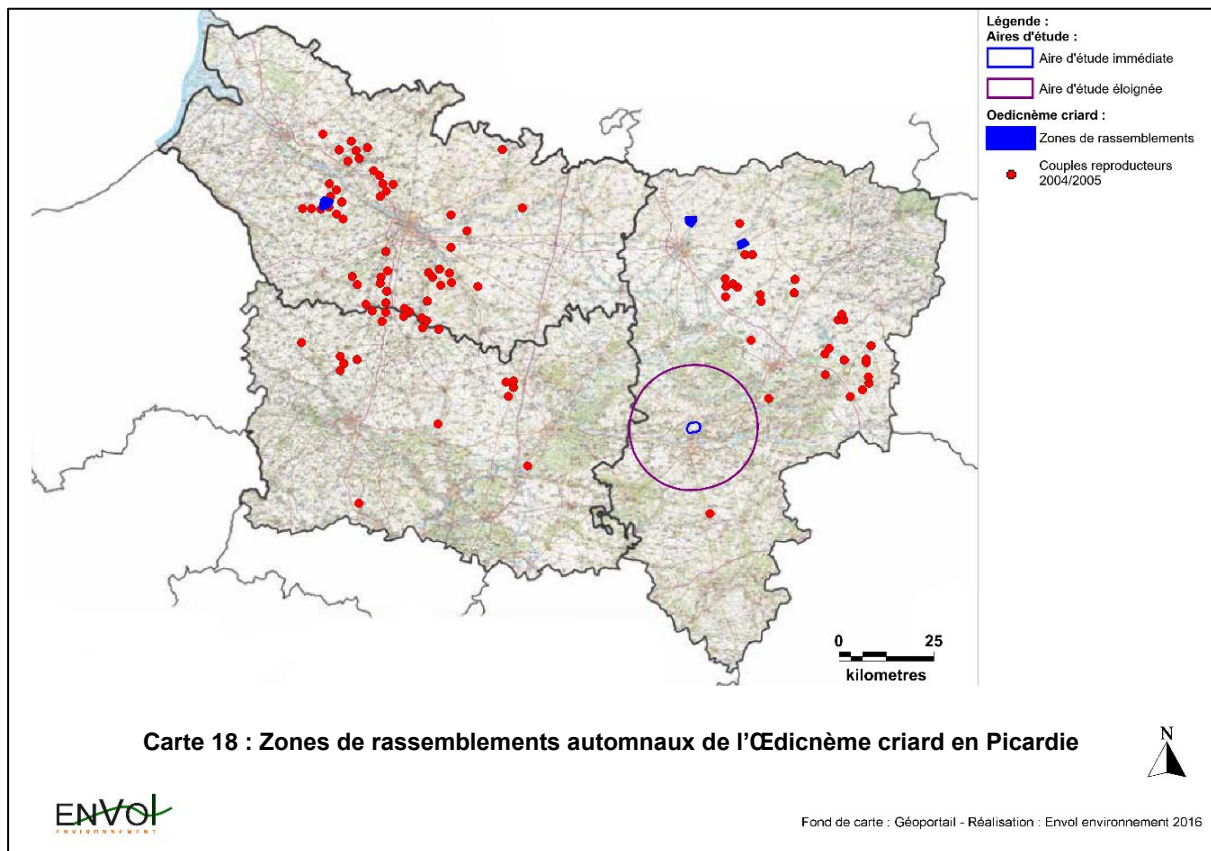 Légende :
Aires d'étude :
Aire d'étude immédiate
Aire d'étude éloignée
Oedicnème criard :
Zones de rassemblements
Couples reproducteurs
2004/2005
0 25
kilometres
Carte 18 : Zones de rassemblements automnaux de l'Œdicnème criard en Picardie
N
ENVOL
ENVIRONNEMENT
Fond de carte : Géoportail - Réalisation : Envol environnement 2016